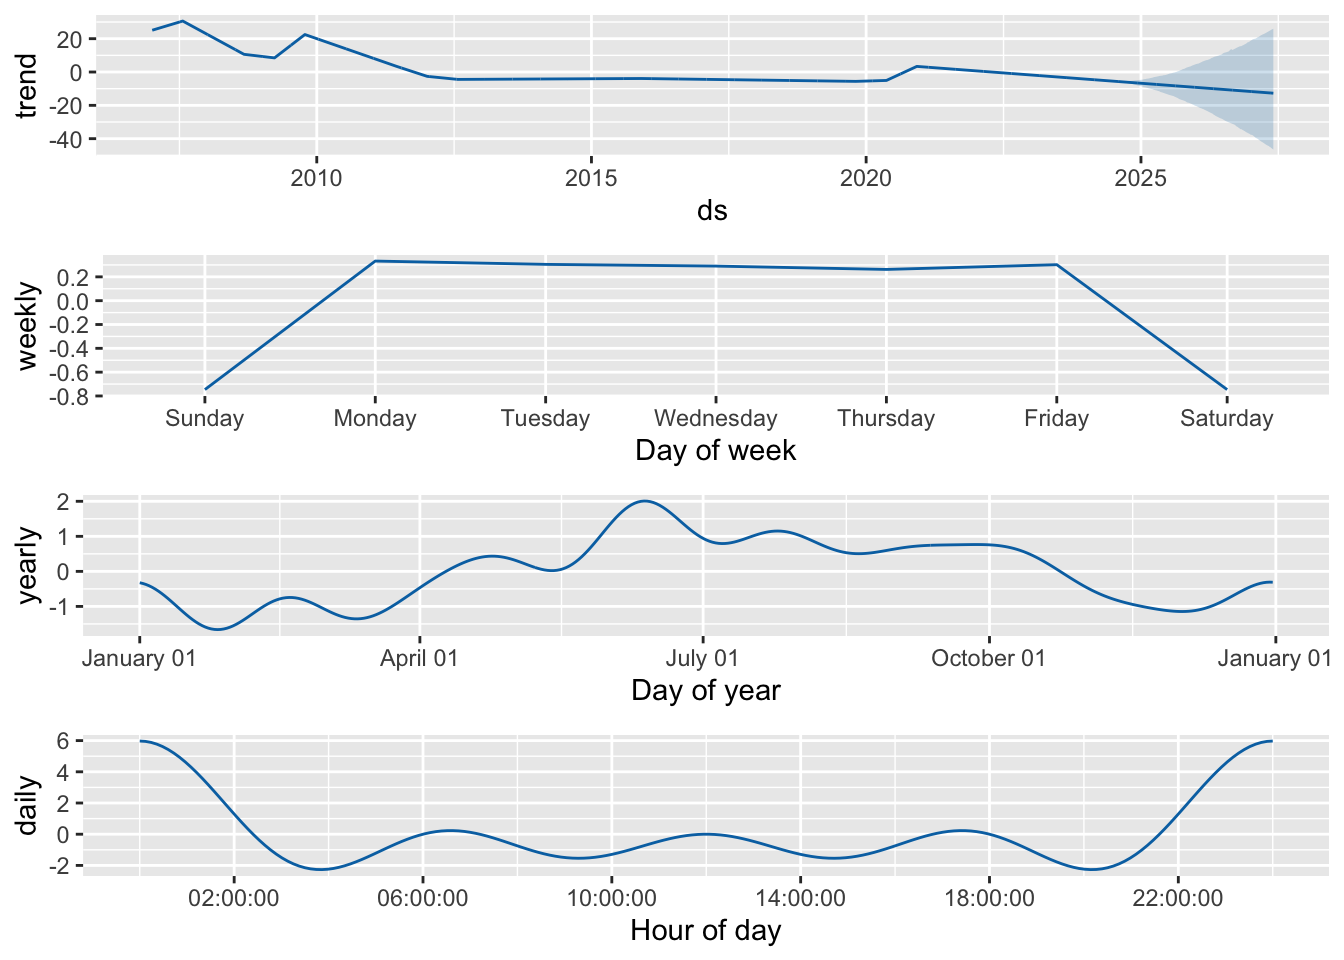 trend
20
0
-20
-40
2010 2015 2020 2025
ds
weekly
0.2
0.0
-0.2
-0.4
-0.6
-0.8
Sunday Monday Tuesday Wednesday Thursday Friday Saturday
Day of week
yearly
2
1
0
-1
January 01 April 01 July 01 October 01 January 01
Day of year
daily
6
4
2
0
-2
02:00:00 06:00:00 10:00:00 14:00:00 18:00:00 22:00:00
Hour of day